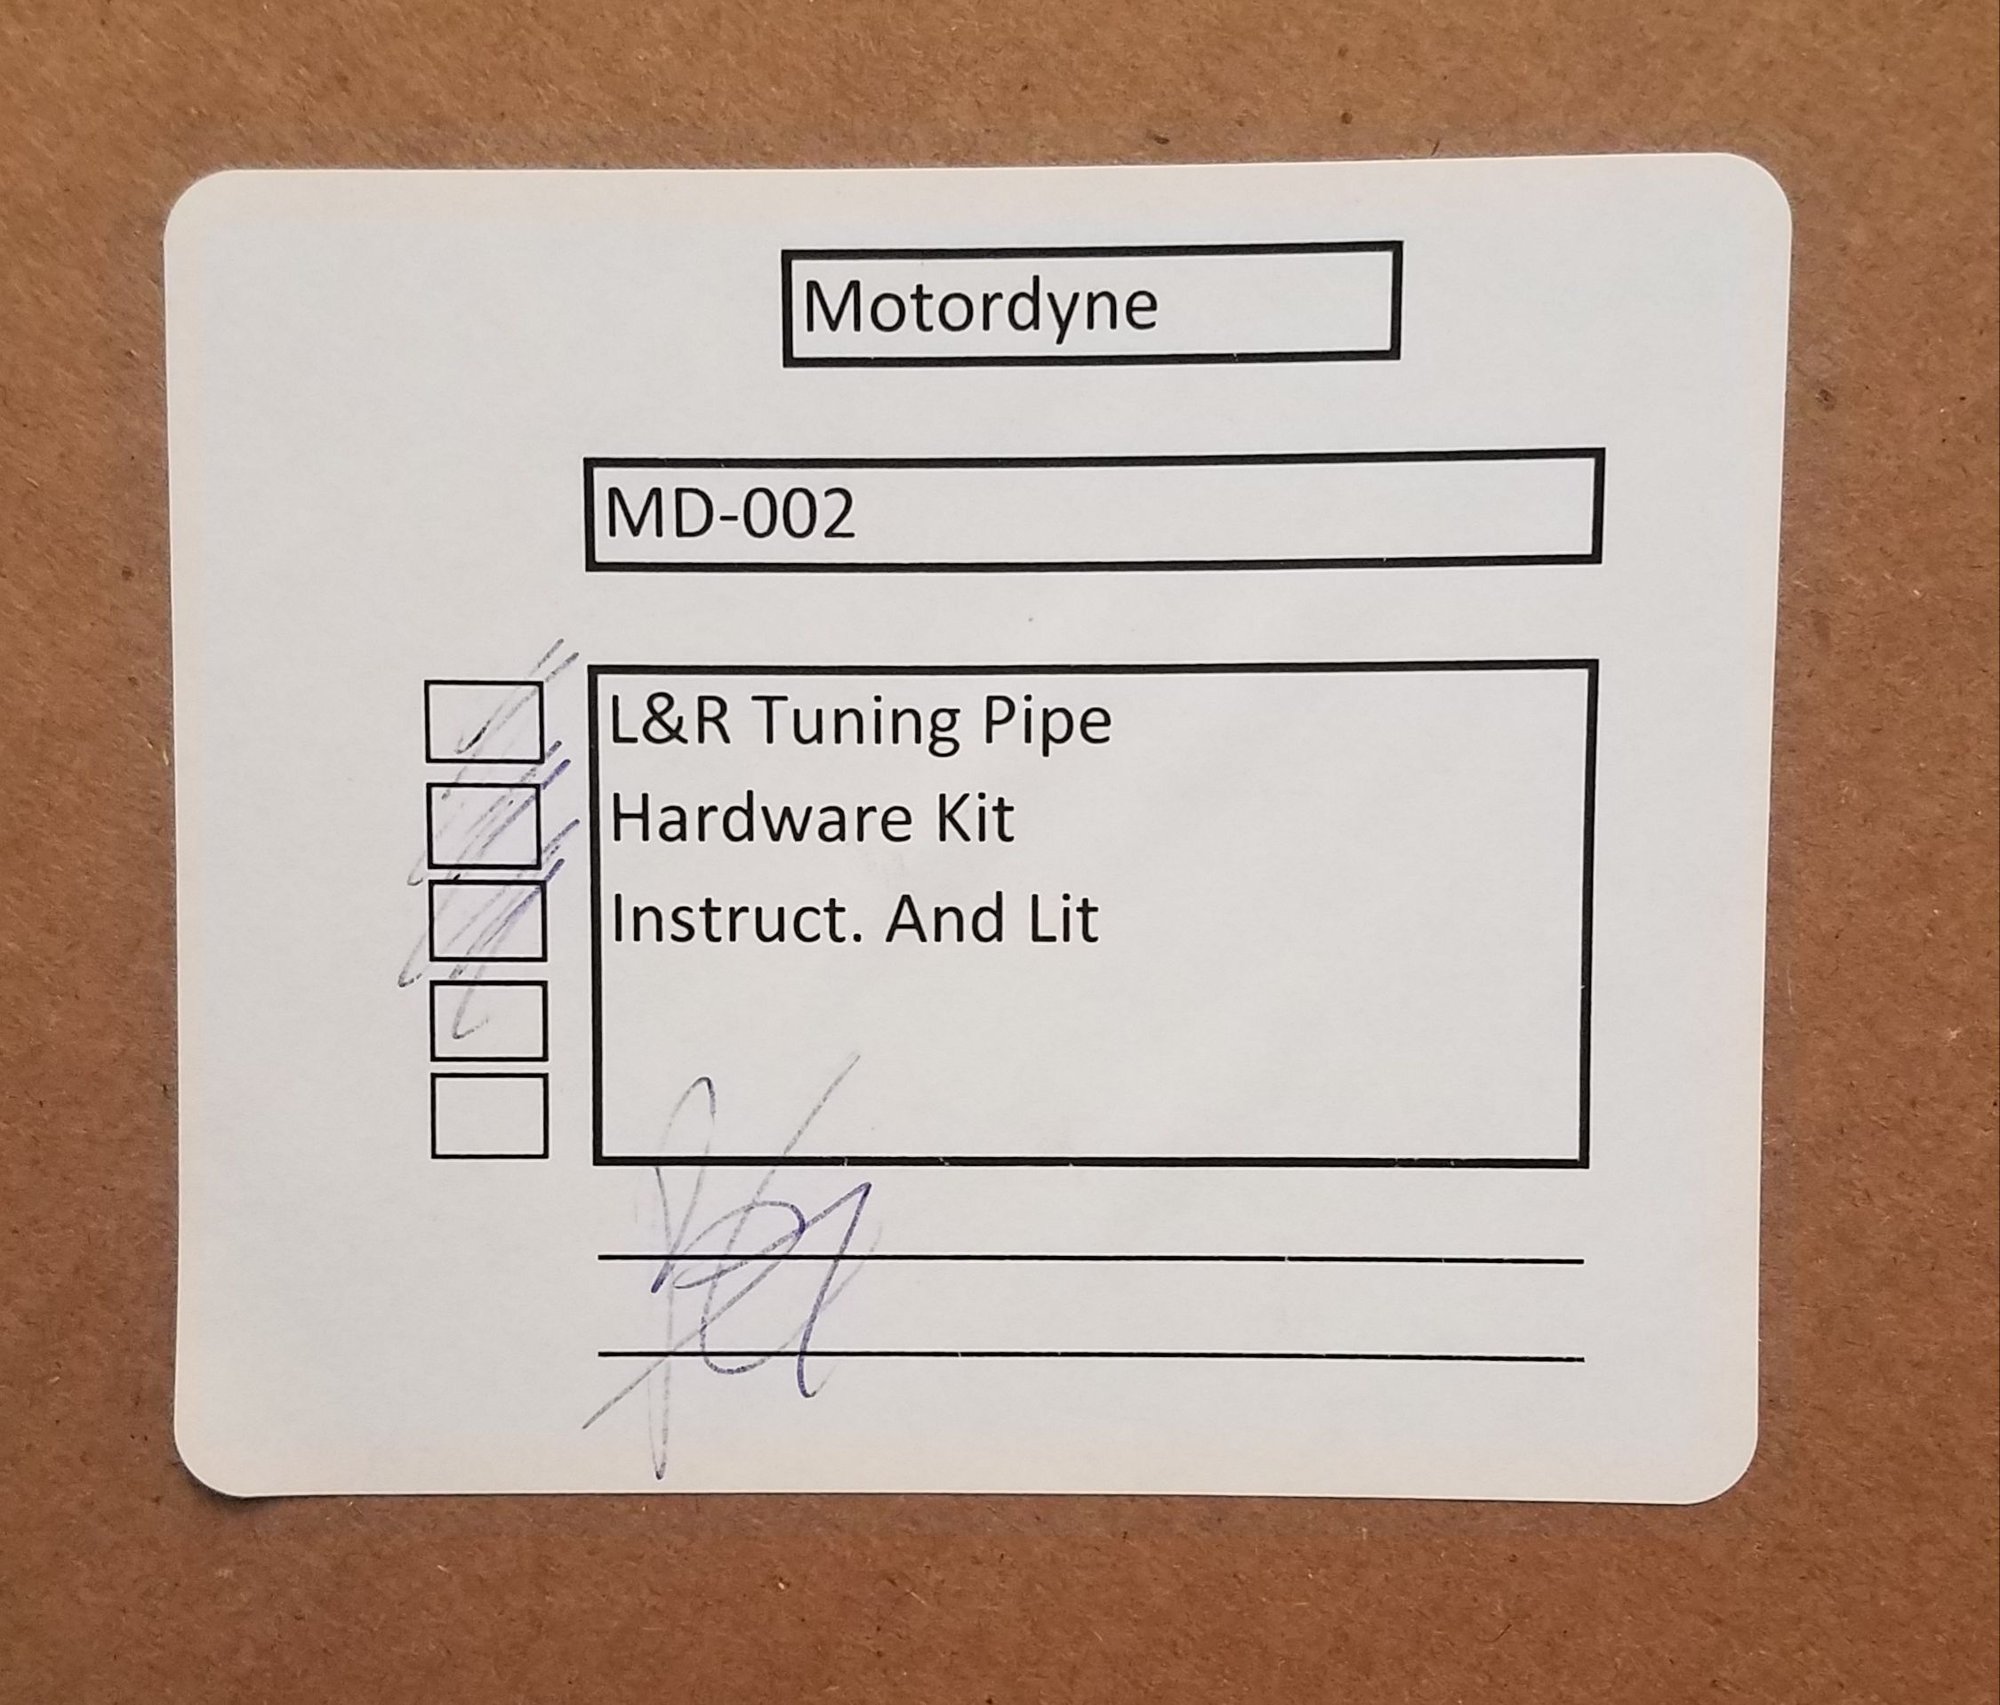 Motordyne
MD-002
L&R Tuning Pipe
Hardware Kit
Instruct. And Lit